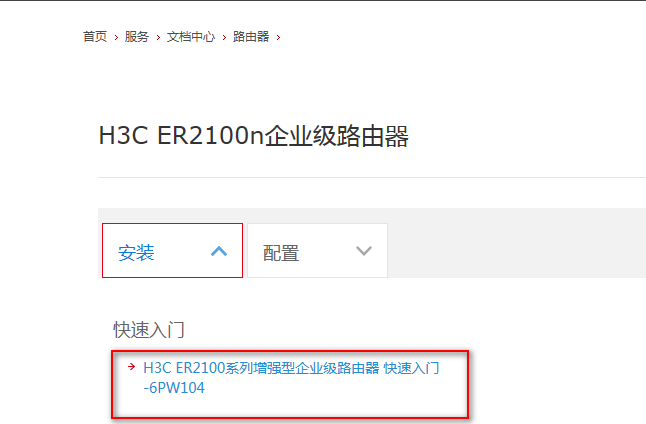 首页 › 服务 › 文档中心 › 路由器 ›
H3C ER2100n企业级路由器
安装 配置
快速入门
H3C ER2100系列增强型企业级路由器 快速入门
-6PW104